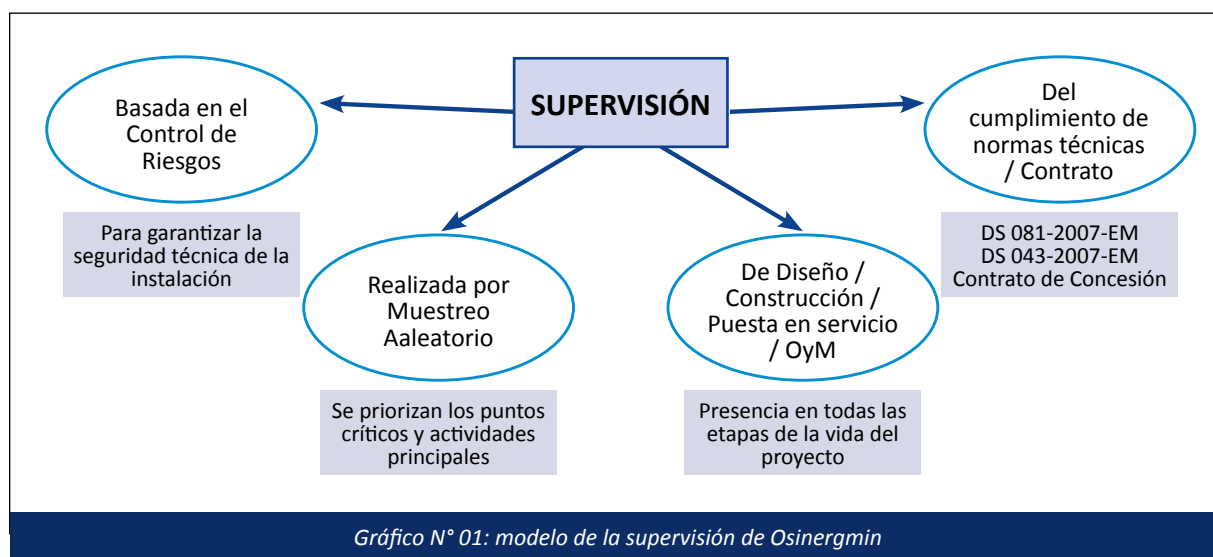 SUPERVISIÓN
Basada en el
Control de
Riesgos
Para garantizar la
seguridad técnica de la
instalación
Realizada por
Muestreo
Aaleatorio
Se priorizan los puntos
críticos y actividades
principales
De Diseño /
Construcción /
Puesta en servicio
/ OyM
Presencia en todas las
etapas de la vida del
proyecto
Del
cumplimiento de
normas técnicas
/ Contrato
DS 081-2007-EM
DS 043-2007-EM
Contrato de Concesión
Gráfico N° 01: modelo de la supervisión de Osinergmin